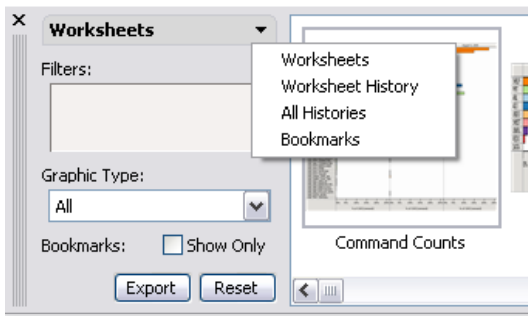 Worksheets
Filters:
Graphic Type:
All
Bookmarks:
Show Only
Export
Reset
Worksheets
Worksheet History
All Histories
Bookmarks
Command Counts